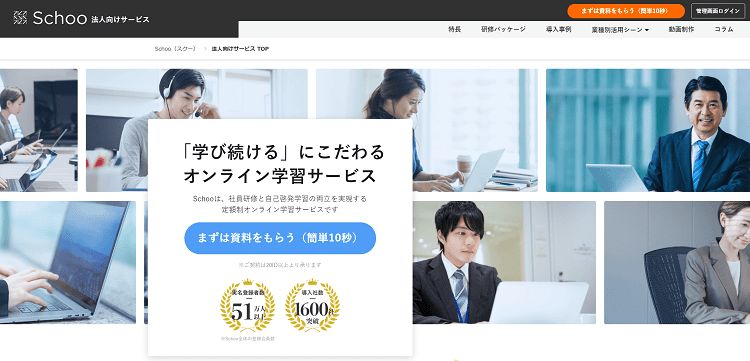 Schoo 法人向けサービス
まずは資料をもらう（簡単10秒）
管理画面ログイン
特長
研修パッケージ
導入事例
業種別活用シーン
動画制作
コラム
Schoo（スクー）
法人向けサービス TOP
「学び続ける」にこだわる
オンライン学習サービス
Schooは、社員研修と自己啓発学習の両立を実現する
定額制オンライン学習サービスです
まずは資料をもらう（簡単10秒）
※ご契約は20ID以上より承ります
実名登録者数
51万人以上
導入社数
1600社
突破
※Schoo全体の登録会員数